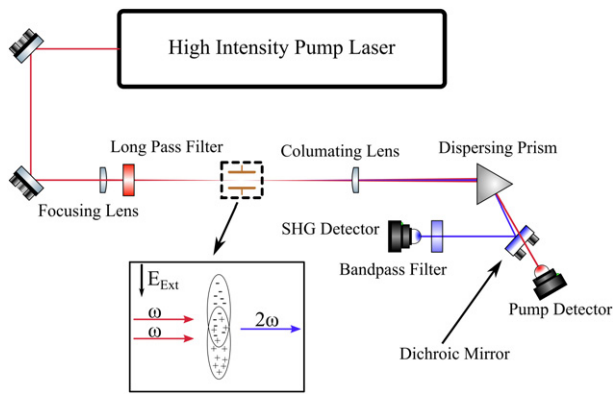 High Intensity Pump Laser
Long Pass Filter
Columating Lens
Dispersing Prism
Focusing Lens
SHG Detector
Bandpass Filter
Pump Detector
Dichroic Mirror
E_Ext
ω
ω
2ω